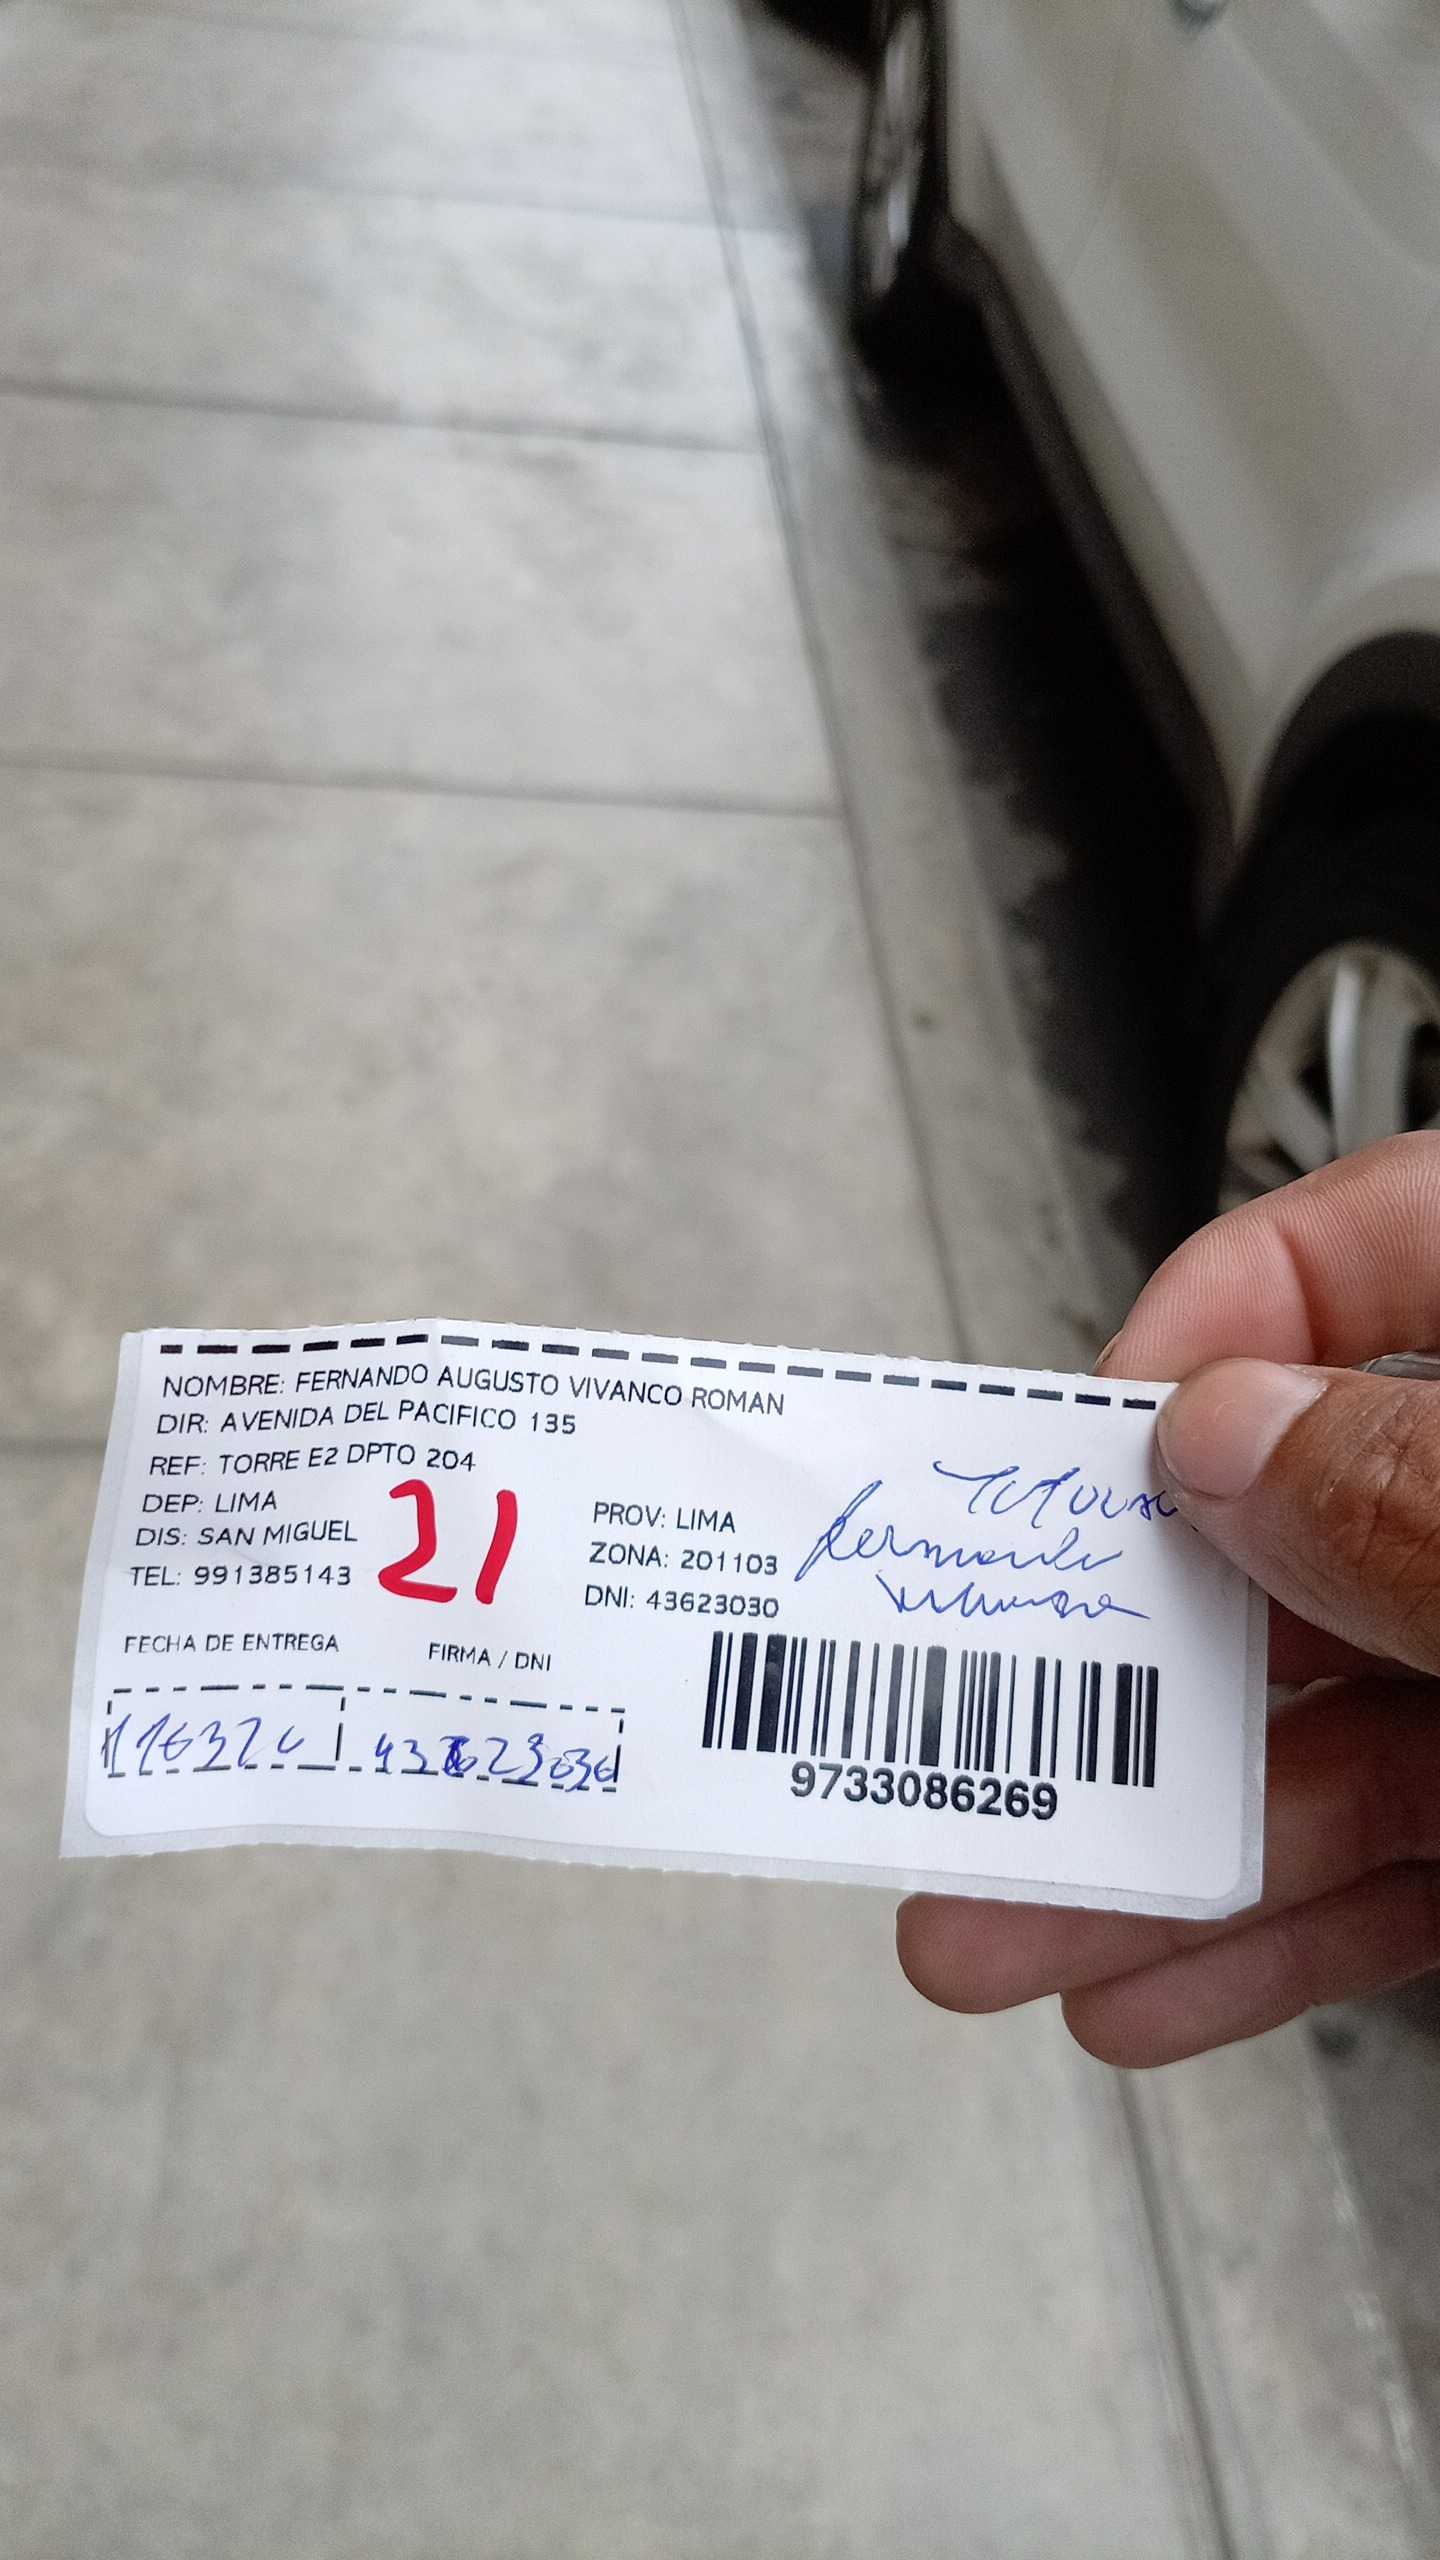 NOMBRE: FERNANDO AUGUSTO VIVANCO ROMAN
DIR: AVENIDA DEL PACIFICO 135
REF: TORRE E2 DPTO 204
DEP: LIMA
PROV: LIMA
DIS: SAN MIGUEL
ZONA: 201103
TEL: 991385143
DNI: 43623030
21
FECHA DE ENTREGA
FIRMA / DNI
43623030
9733086269